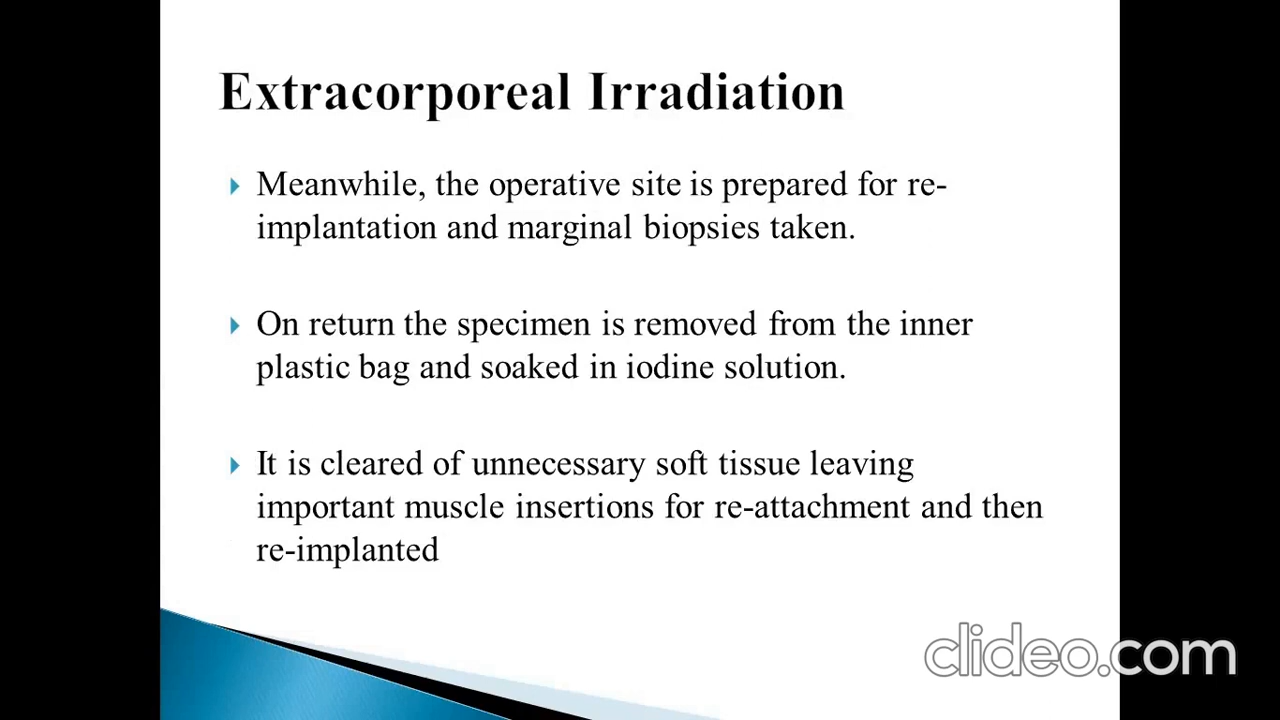 Extracorporeal Irradiation
Meanwhile, the operative site is prepared for re-
implantation and marginal biopsies taken.
On return the specimen is removed from the inner
plastic bag and soaked in iodine solution.
It is cleared of unnecessary soft tissue leaving
important muscle insertions for re-attachment and then
re-implanted
clideo.com